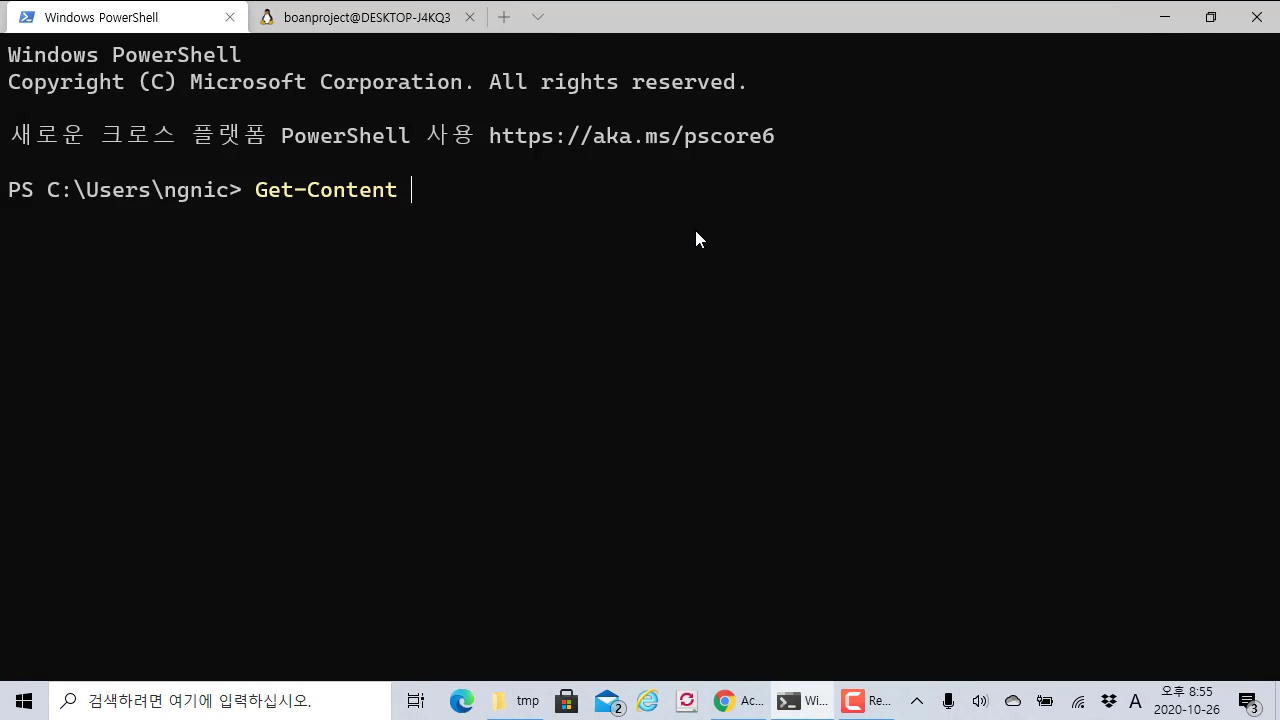 Windows PowerShell
boanproject@DESKTOP-J4KQ3
Windows PowerShell
Copyright (C) Microsoft Corporation. All rights reserved.
새로운 크로스 플랫폼 PowerShell 사용 https://aka.ms/pscore6
PS C:\Users\ngnic> Get-Content
검색하려면 여기에 입력하십시오.
2
tmp
Ac...
Wi...
Re...
A
오후 8:55
2020-10-26
3